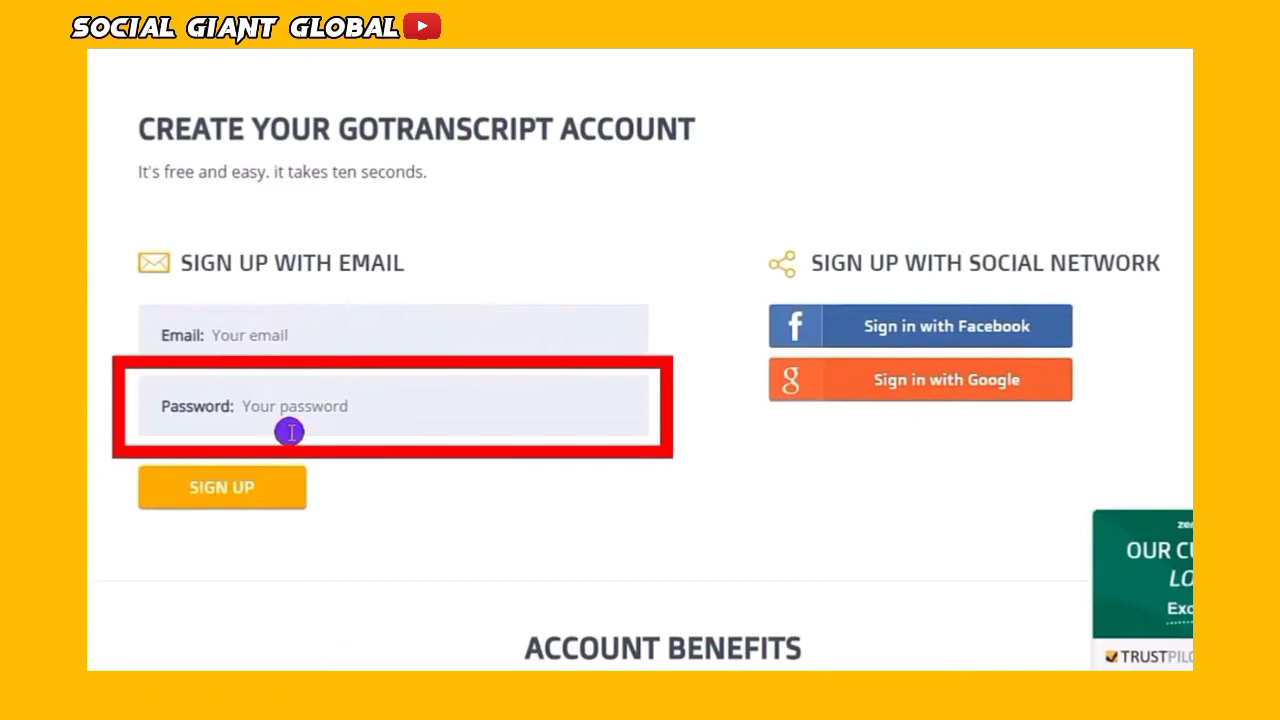 SOCIAL GIANT GLOBAL
CREATE YOUR GOTRANSCRIPT ACCOUNT
It's free and easy. it takes ten seconds.
SIGN UP WITH EMAIL
Email: Your email
Password: Your password
SIGN UP
SIGN UP WITH SOCIAL NETWORK
f Sign in with Facebook
g Sign in with Google
OUR
ACCOUNT BENEFITS